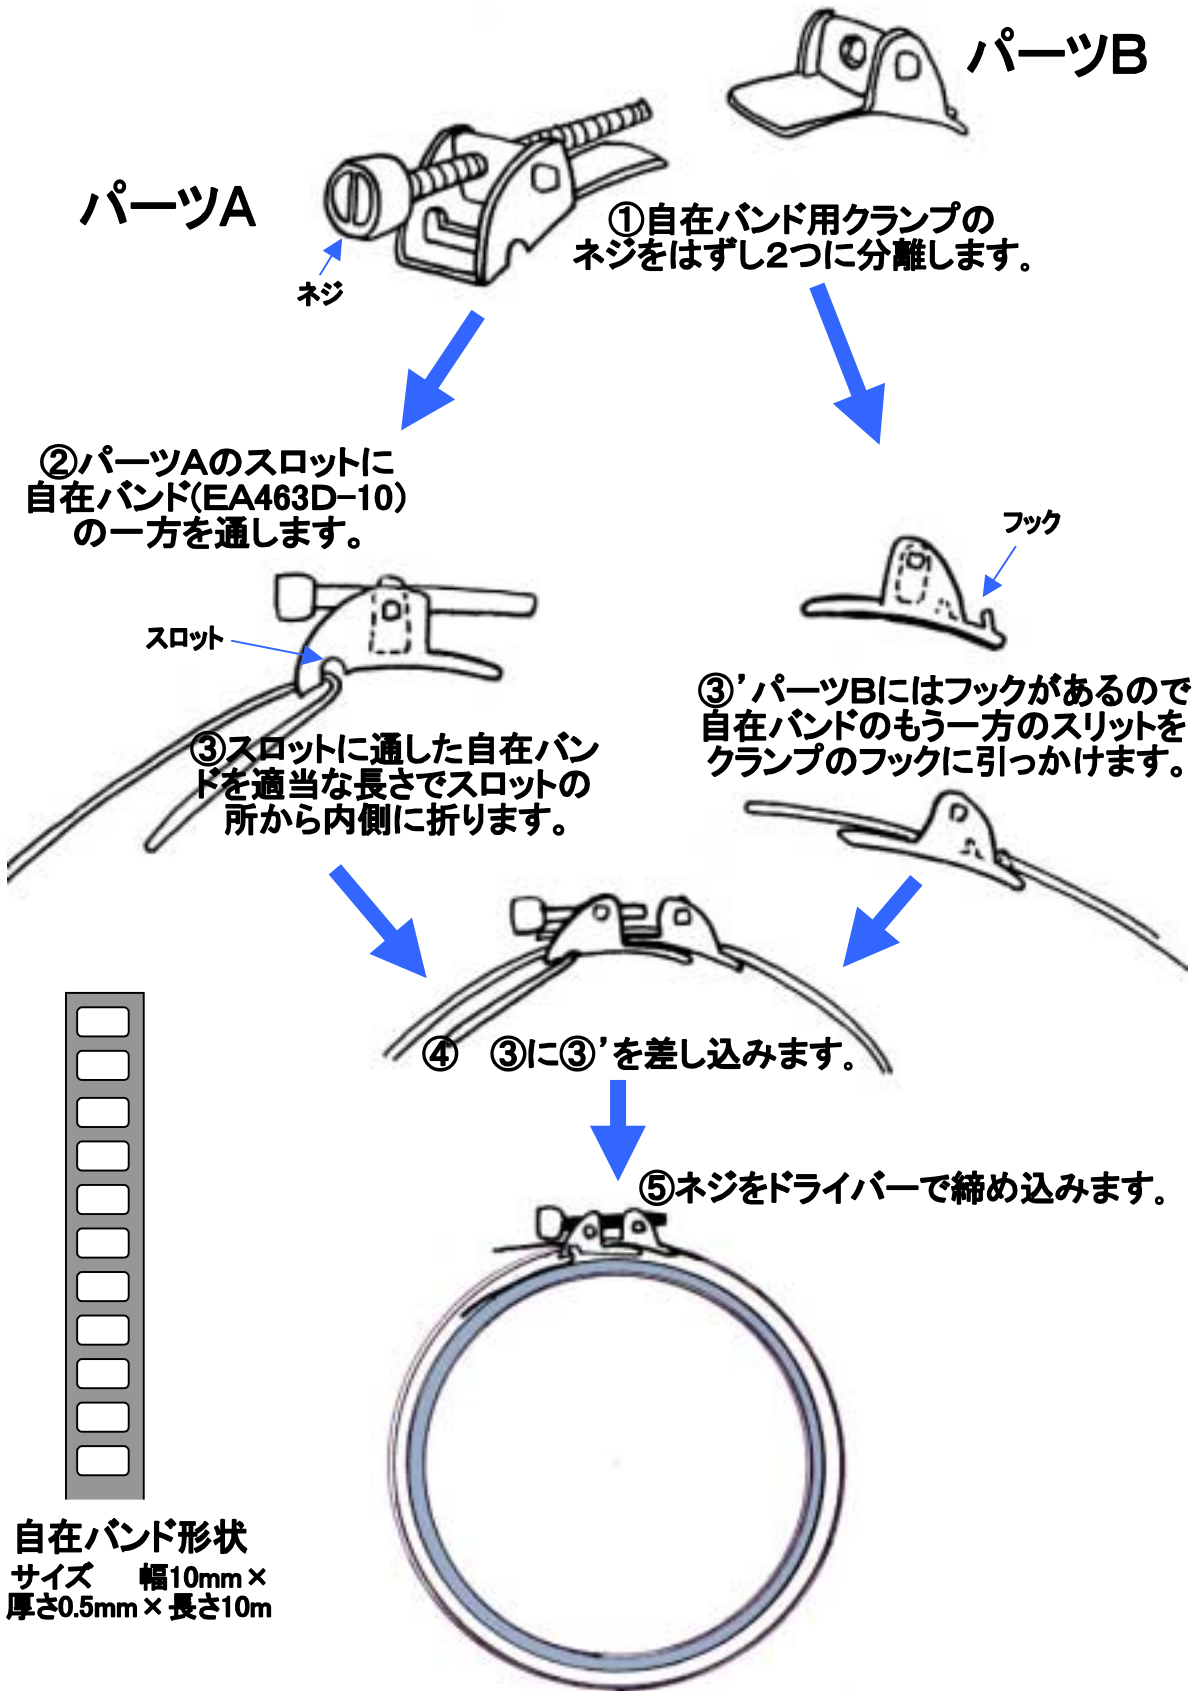 パーツB
パーツA
ネジ
①自在バンド用クランプの
ネジをはずし2つに分離します。
②パーツAのスロットに
自在バンド(EA463D-10)
の一方を通します。
フック
スロット
③スロットに通した自在バン
ドを適当な長さでスロットの
所から内側に折ります。
③’パーツBにはフックがあるので
自在バンドのもう一方のスリットを
クランプのフックに引っかけます。
④　③に③’を差し込みます。
⑤ネジをドライバーで締め込みます。
自在バンド形状
サイズ　幅10mm×
厚さ0.5mm×長さ10m